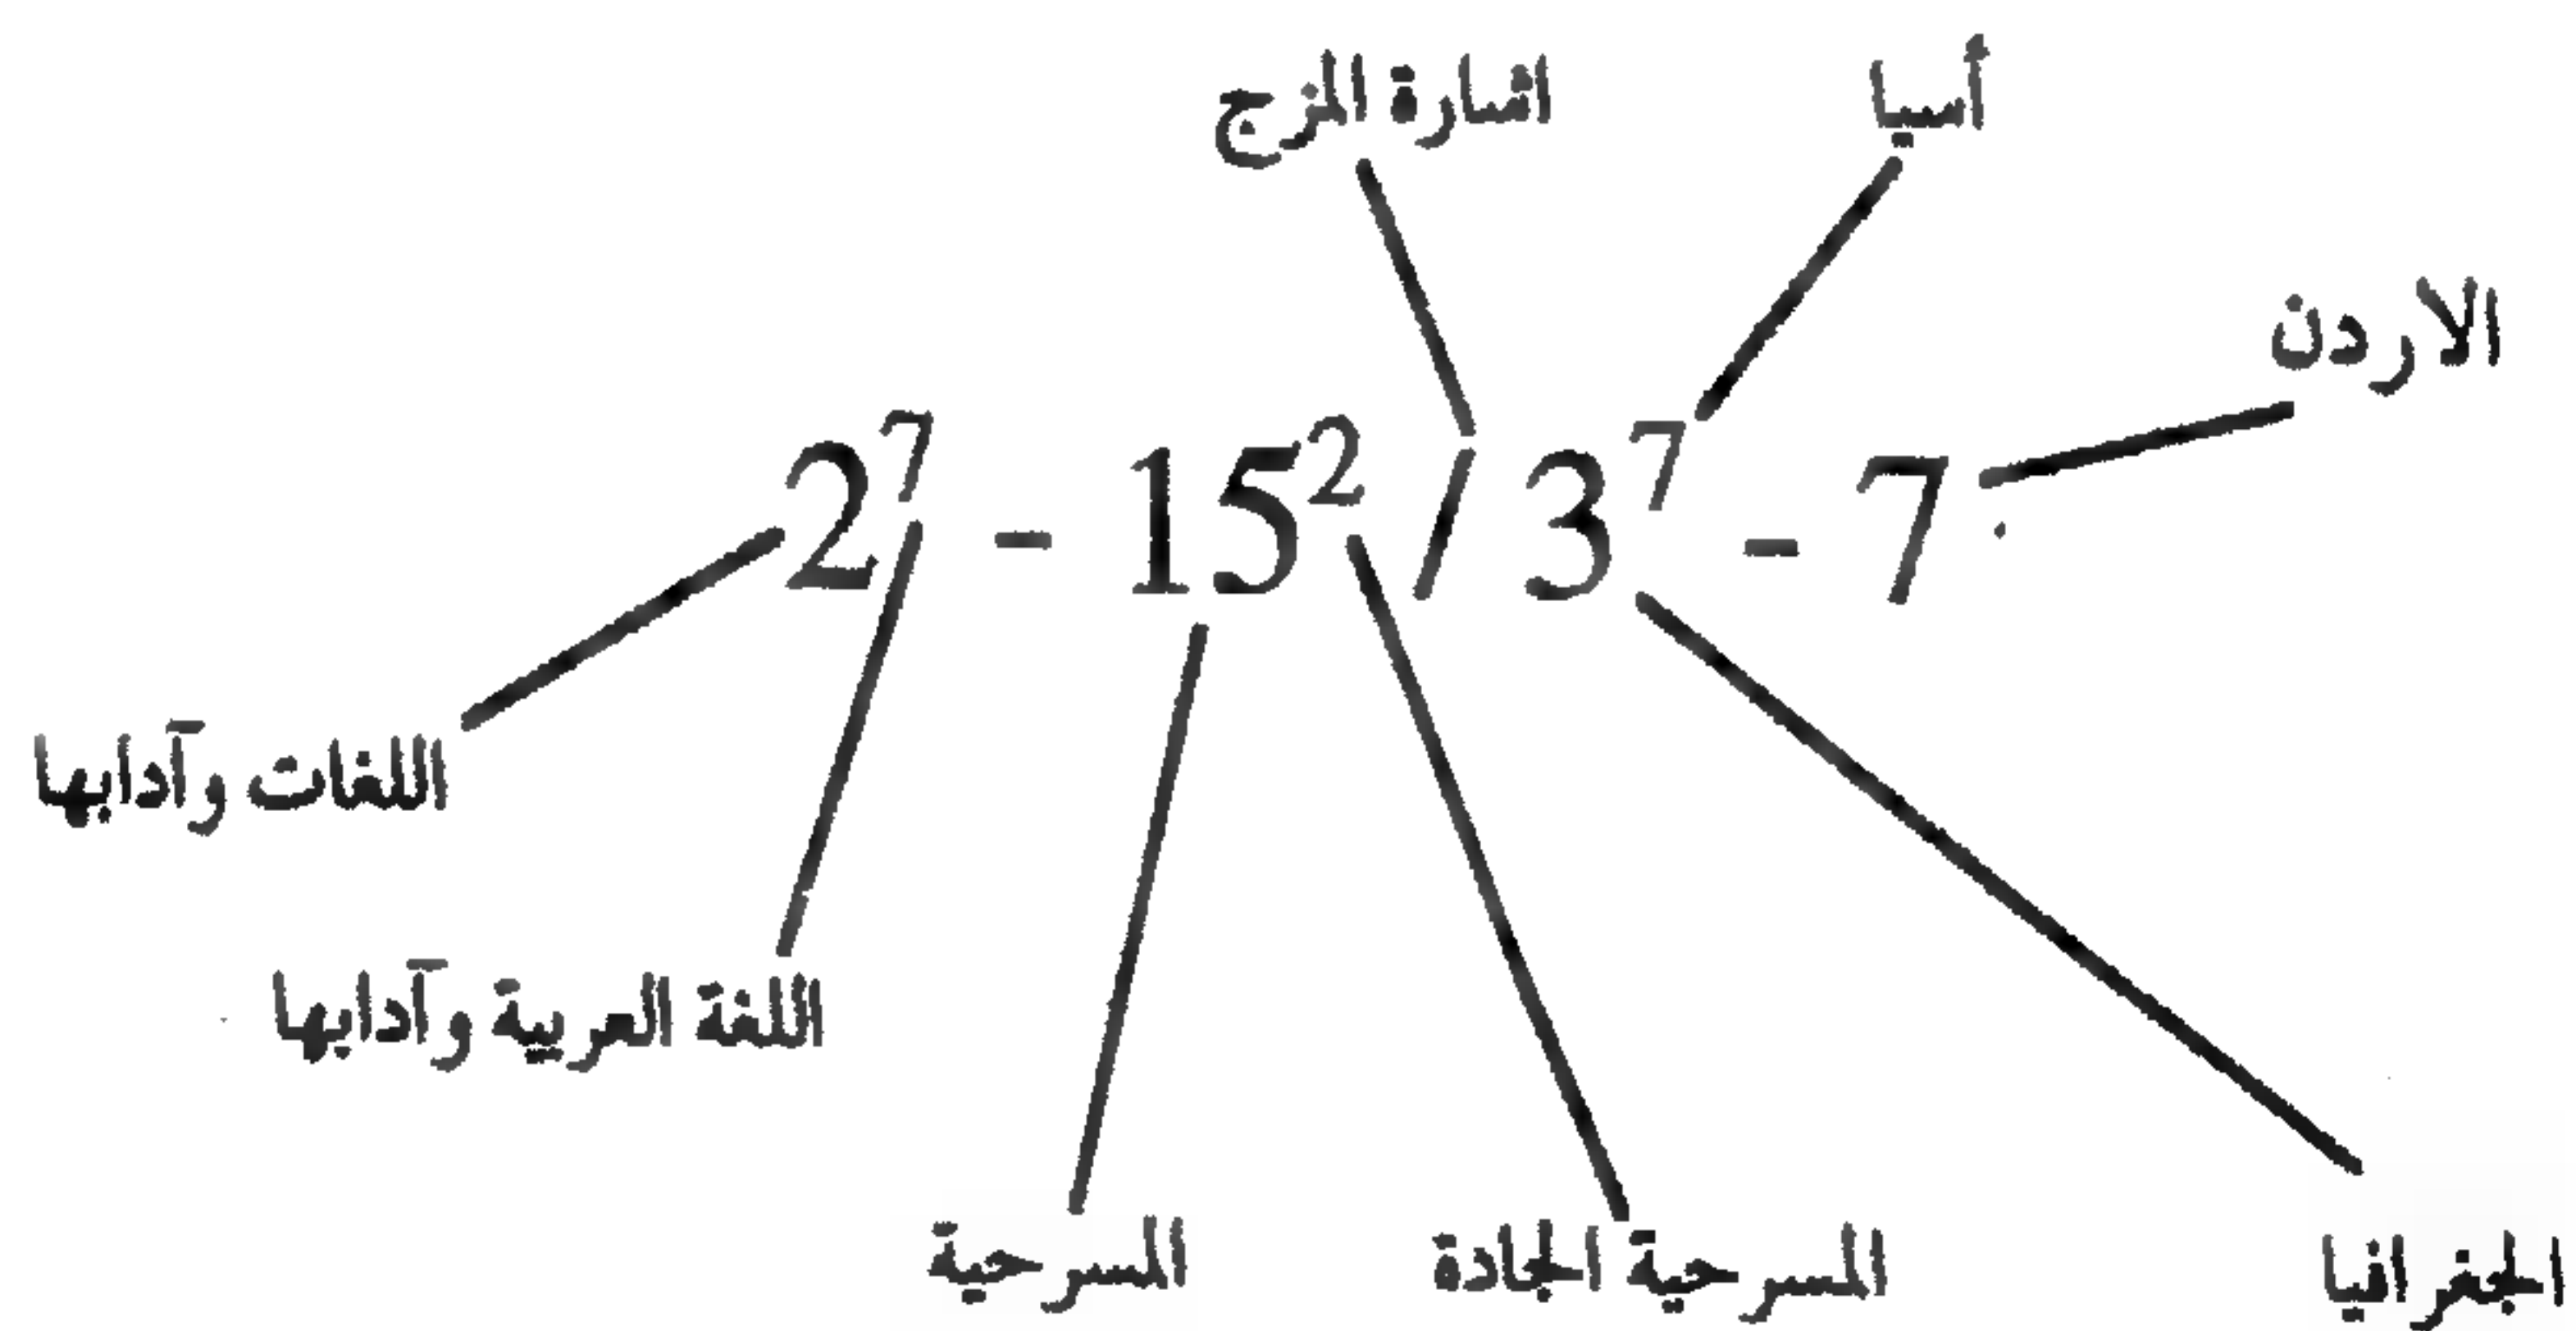 اشارة المزج
أسيا
الاردن
2⁷ - 15² / 3⁷ - 7
اللغات وآدابها
اللغة العربية وآدابها
المسرحية
المسرحية الجادة
الجغرافيا